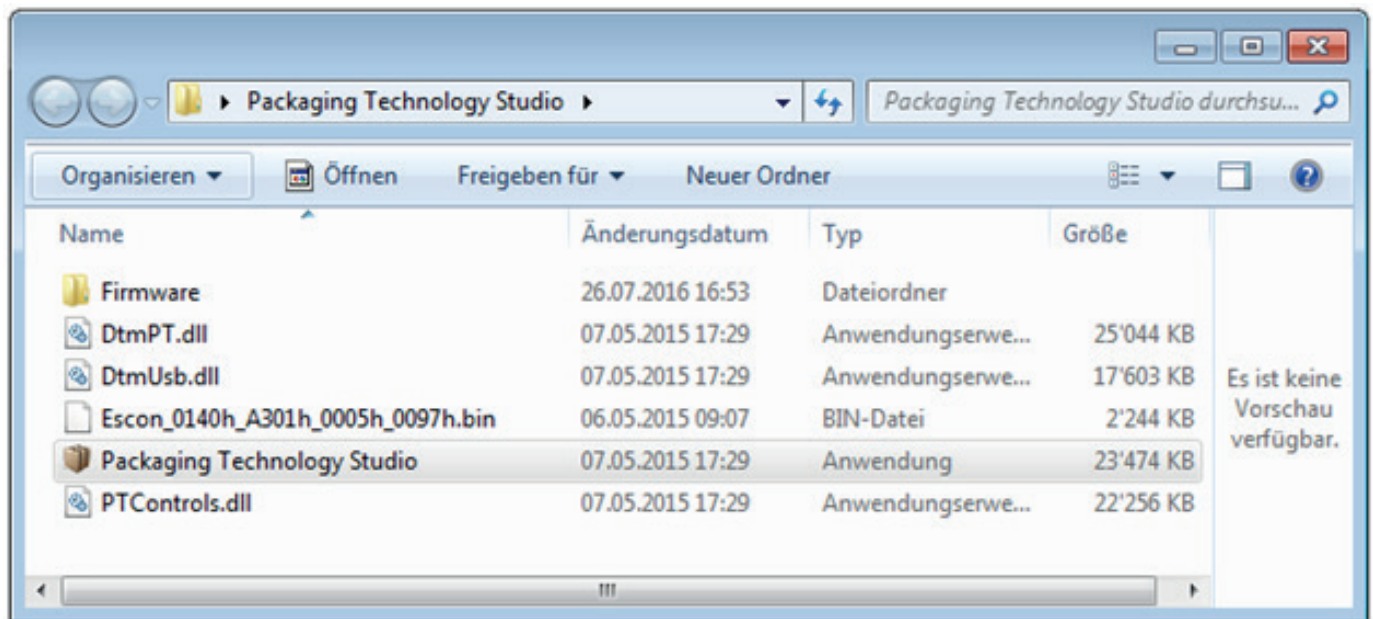 Packaging Technology Studio
Packaging Technology Studio durchsu...
Organisieren Öffnen Freigeben für Neuer Ordner
Name Änderungsdatum Typ Größe
Firmware 26.07.2016 16:53 Dateiordner
DtmPT.dll 07.05.2015 17:29 Anwendungserwe... 25'044 KB
DtmUsb.dll 07.05.2015 17:29 Anwendungserwe... 17'603 KB
Escon_0140h_A301h_0005h_0097h.bin 06.05.2015 09:07 BIN-Datei 2'244 KB
Packaging Technology Studio 07.05.2015 17:29 Anwendung 23'474 KB
PTControls.dll 07.05.2015 17:29 Anwendungserwe... 22'256 KB
Es ist keine
Vorschau
verfügbar.